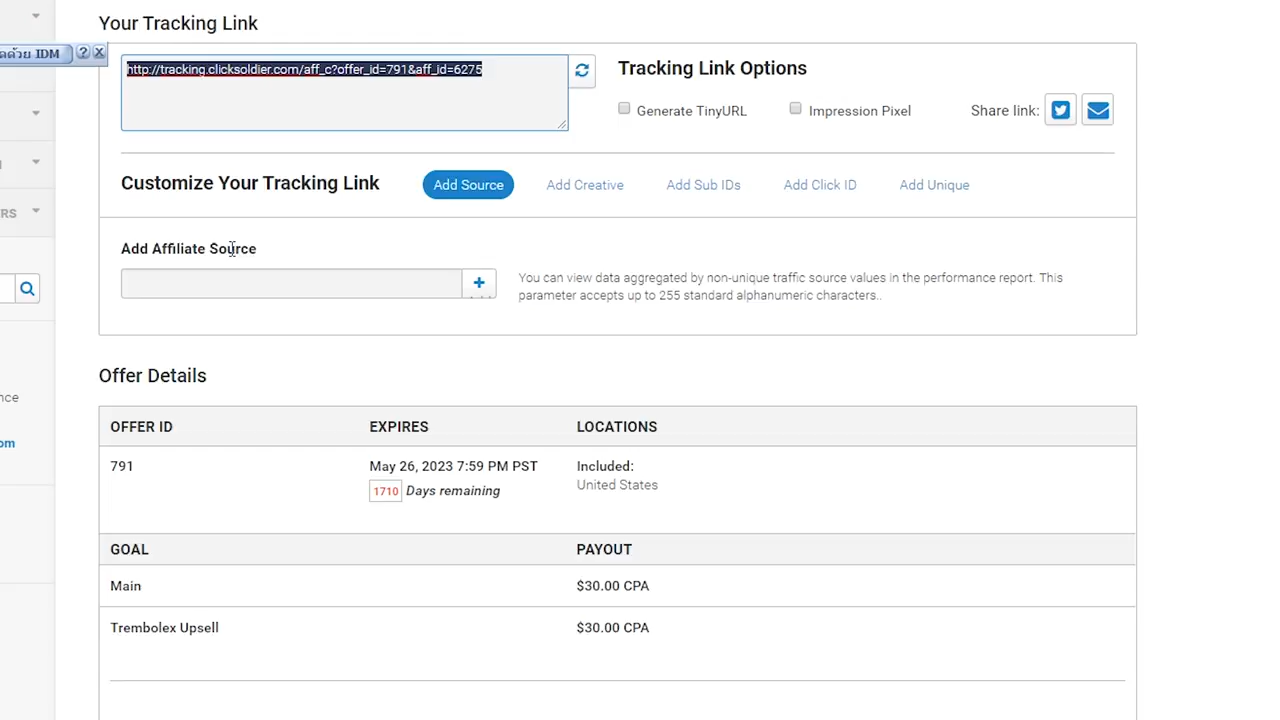 Your Tracking Link
ดด้วย IDM
http://tracking.clicksoldier.com/aff_c?offer_id=791&aff_id=6275
Tracking Link Options
Generate TinyURL
Impression Pixel
Share link:
Customize Your Tracking Link
Add Source
Add Creative
Add Sub IDs
Add Click ID
Add Unique
RS
Add Affiliate Source
You can view data aggregated by non-unique traffic source values in the performance report. This
parameter accepts up to 255 standard alphanumeric characters..
Offer Details
nce
om
OFFER ID
EXPIRES
LOCATIONS
791
May 26, 2023 7:59 PM PST
Included:
1710 Days remaining
United States
GOAL
PAYOUT
Main
$30.00 CPA
Trembolex Upsell
$30.00 CPA